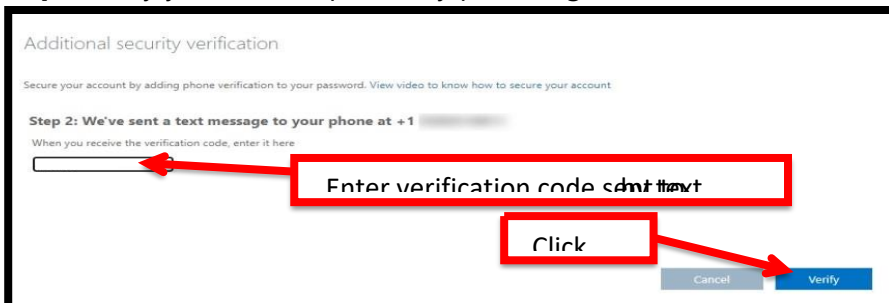 Additional security verification
Secure your account by adding phone verification to your password. View video to know how to secure your account
Step 2: We've sent a text message to your phone at +1
When you receive the verification code, enter it here
Enter verification code text
Click
Cancel Verify